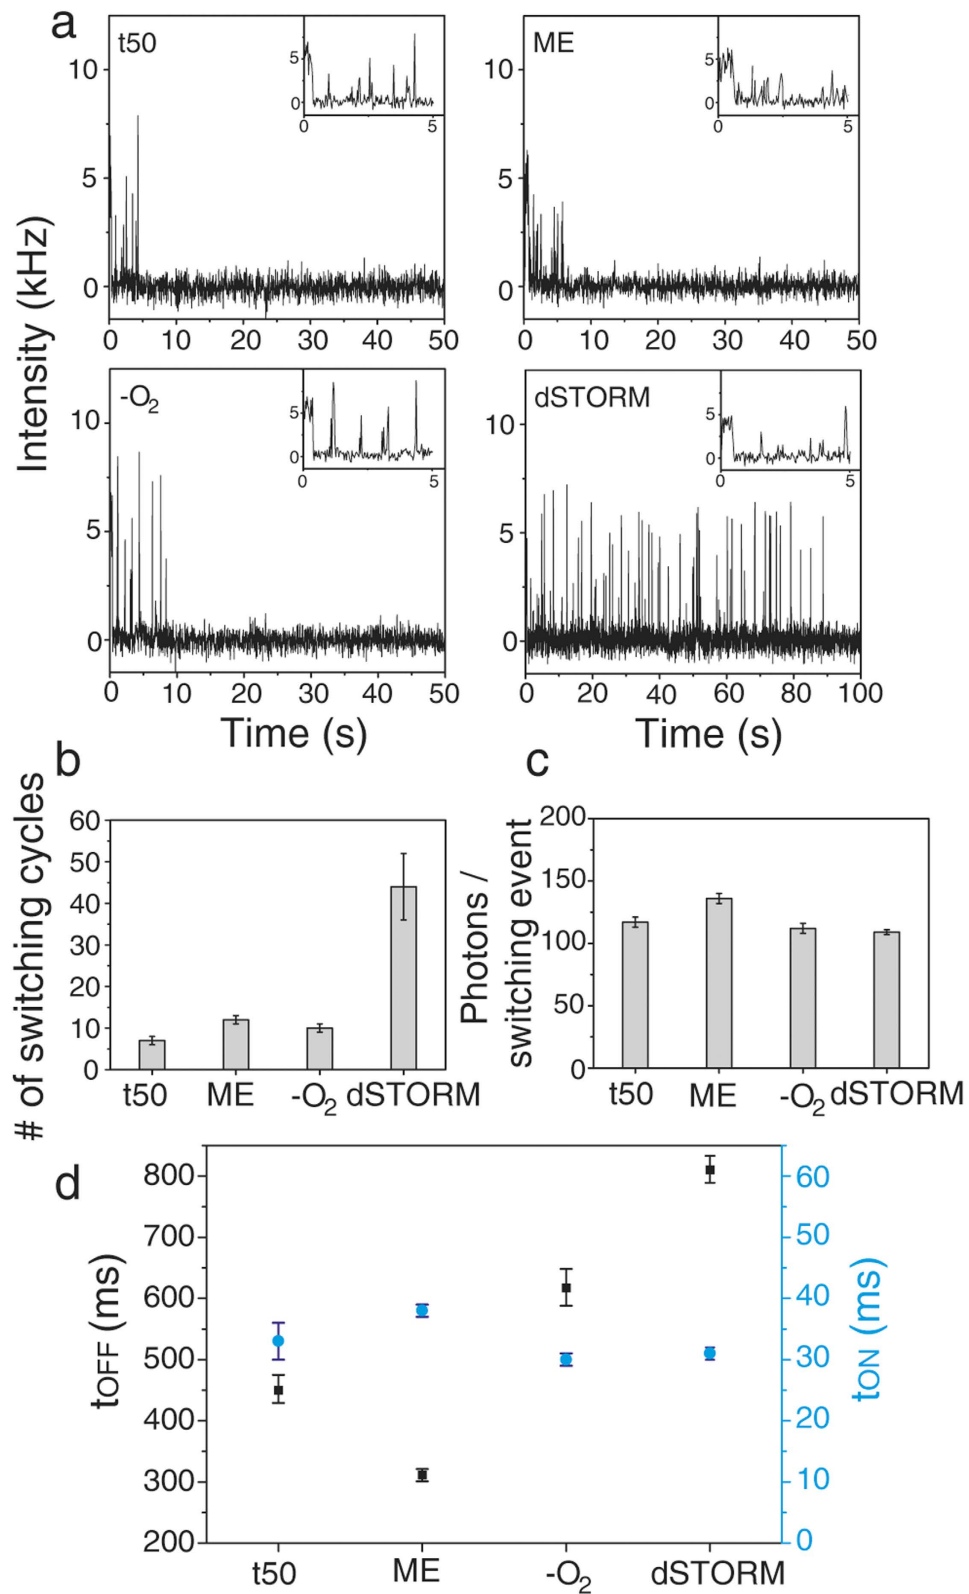 a
t50
5
0
0 5
10
5
0
0 10 20 30 40 50
ME
5
0
0 5
10
5
0
0 10 20 30 40 50
Intensity (kHz)
-O2
5
0
0 5
10
5
0
0 10 20 30 40 50
Time (s)
dSTORM
5
0
0 5
10
5
0
0 20 40 60 80 100
Time (s)
b
# of switching cycles
60
50
40
30
20
10
0
t50 ME -O2 dSTORM
c
Photons /
switching event
200
150
100
50
0
t50 ME -O2 dSTORM
d
tOFF (ms)
800
700
600
500
400
300
200
t50 ME -O2 dSTORM
60
50
40
30
20
10
0
tON (ms)